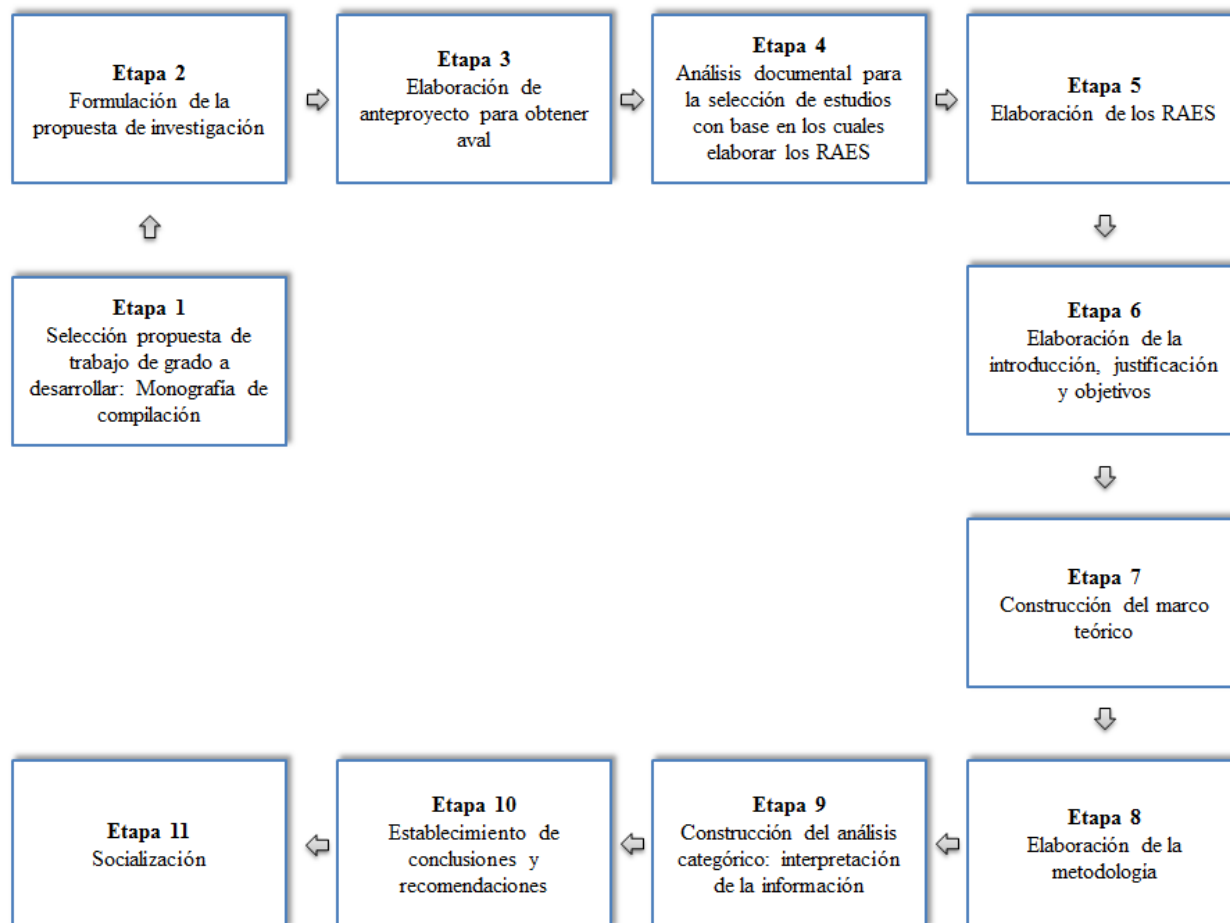 Etapa 2
Formulación de la
propuesta de investigación
Etapa 3
Elaboración de
anteproyecto para obtener
aval
Etapa 4
Análisis documental para
la selección de estudios
con base en los cuales
elaborar los RAES
Etapa 5
Elaboración de los RAES
Etapa 1
Selección propuesta de
trabajo de grado a
desarrollar: Monografía de
compilación
Etapa 6
Elaboración de la
introducción, justificación
y objetivos
Etapa 7
Construcción del marco
teórico
Etapa 11
Socialización
Etapa 10
Establecimiento de
conclusiones y
recomendaciones
Etapa 9
Construcción del análisis
categórico: interpretación
de la información
Etapa 8
Elaboración de la
metodología